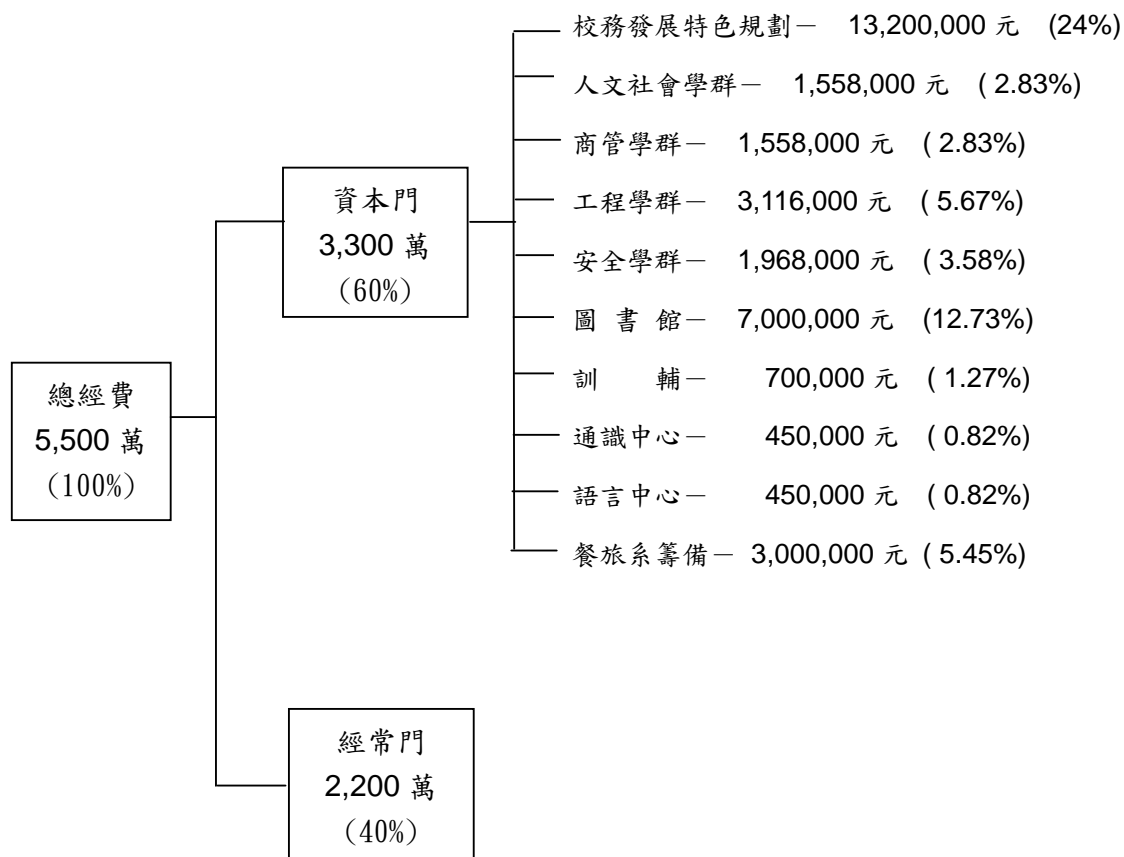 校務發展特色規劃－ 13,200,000 元 (24%)
人文社會學群－ 1,558,000 元 ( 2.83%)
商管學群－ 1,558,000 元 ( 2.83%)
工程學群－ 3,116,000 元 ( 5.67%)
安全學群－ 1,968,000 元 ( 3.58%)
圖 書 館－ 7,000,000 元 (12.73%)
訓 輔－ 700,000 元 ( 1.27%)
通識中心－ 450,000 元 ( 0.82%)
語言中心－ 450,000 元 ( 0.82%)
餐旅系籌備－ 3,000,000 元 ( 5.45%)
資本門
3,300 萬
(60%)
總經費
5,500 萬
(100%)
經常門
2,200 萬
(40%)